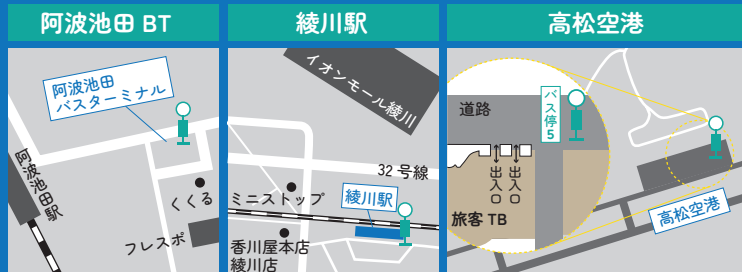 阿波池田 BT
阿波池田
バスターミナル
阿波池田駅
くくる
フレスポ
綾川駅
イオンモール綾川
32号線
ミニストップ
綾川駅
香川屋本店
綾川店
高松空港
道路
バス停5
出入口
出入口
旅客 TB
高松空港